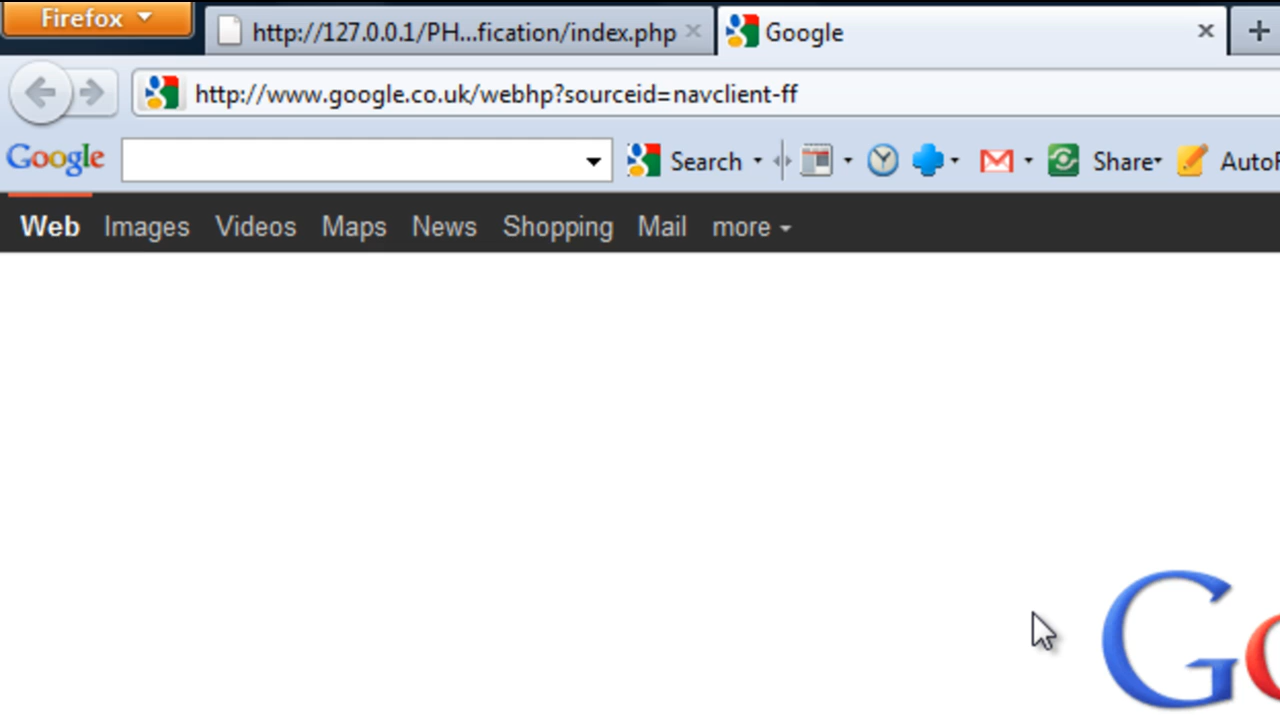 Firefox
http://127.0.0.1/PH...fication/index.php
Google
http://www.google.co.uk/webhp?sourceid=navclient-ff
Google
Search
Share
AutoF
Web Images Videos Maps News Shopping Mail more
Go